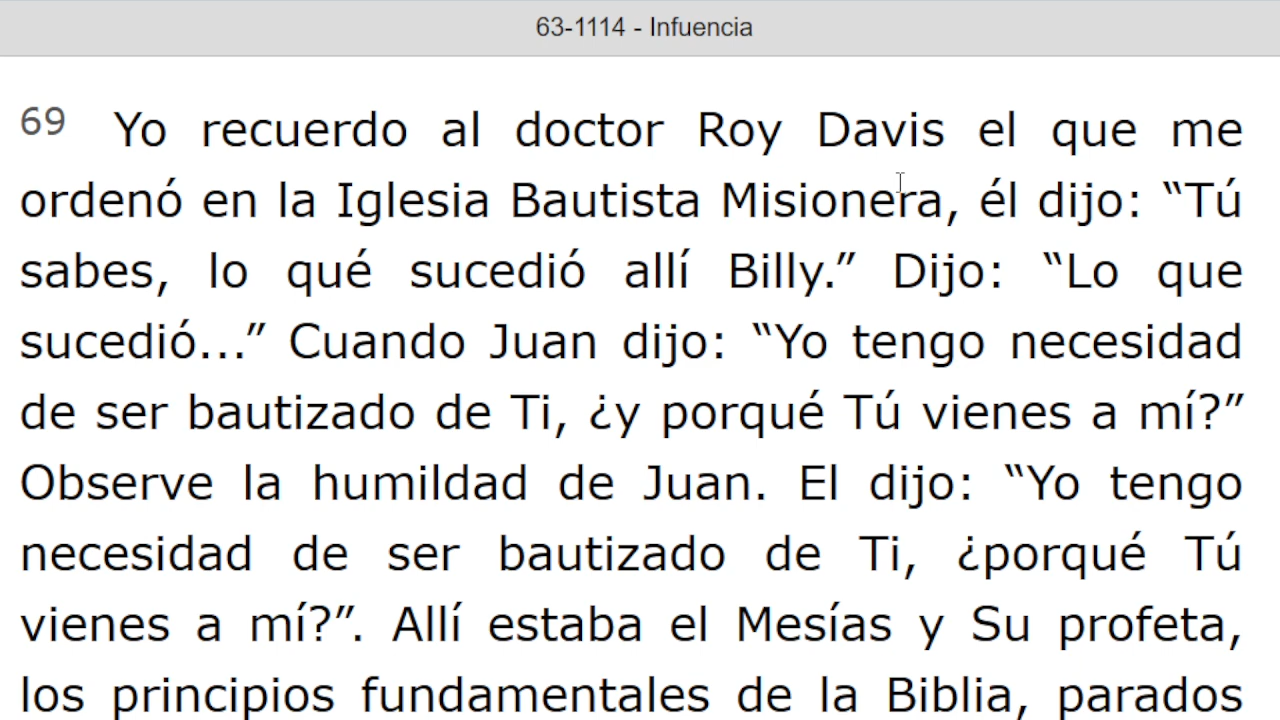 63-1114 - Infuencia
69 Yo recuerdo al doctor Roy Davis el que me
ordenó en la Iglesia Bautista Misionera, él dijo: “Tú
sabes, lo qué sucedió allí Billy.” Dijo: “Lo que
sucedió...” Cuando Juan dijo: “Yo tengo necesidad
de ser bautizado de Ti, ¿y porqué Tú vienes a mí?”
Observe la humildad de Juan. El dijo: “Yo tengo
necesidad de ser bautizado de Ti, ¿porqué Tú
vienes a mí?”. Allí estaba el Mesías y Su profeta,
los principios fundamentales de la Biblia, parados